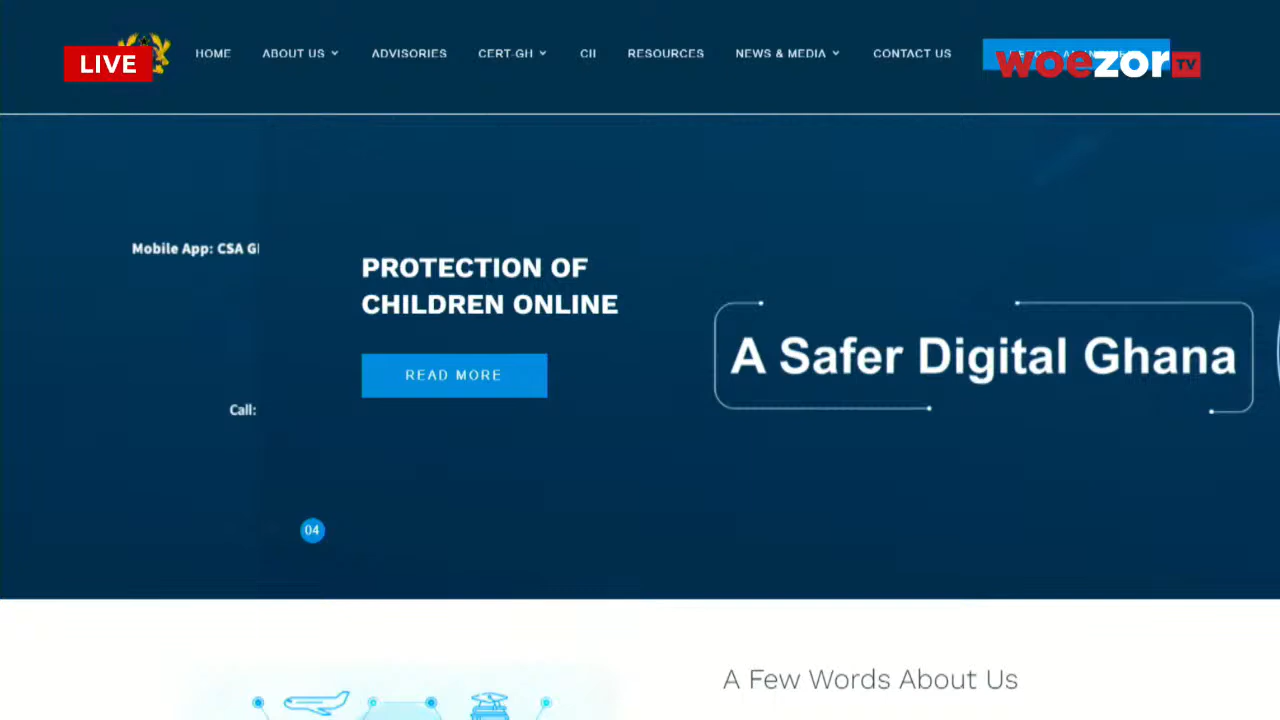 LIVE
HOME
ABOUT US
ADVISORIES
CERT-GH
CII
RESOURCES
NEWS & MEDIA
CONTACT US
woezor TV
Mobile App: CSA
PROTECTION OF
CHILDREN ONLINE
READ MORE
A Safer Digital Ghana
Call:
04
A Few Words About Us